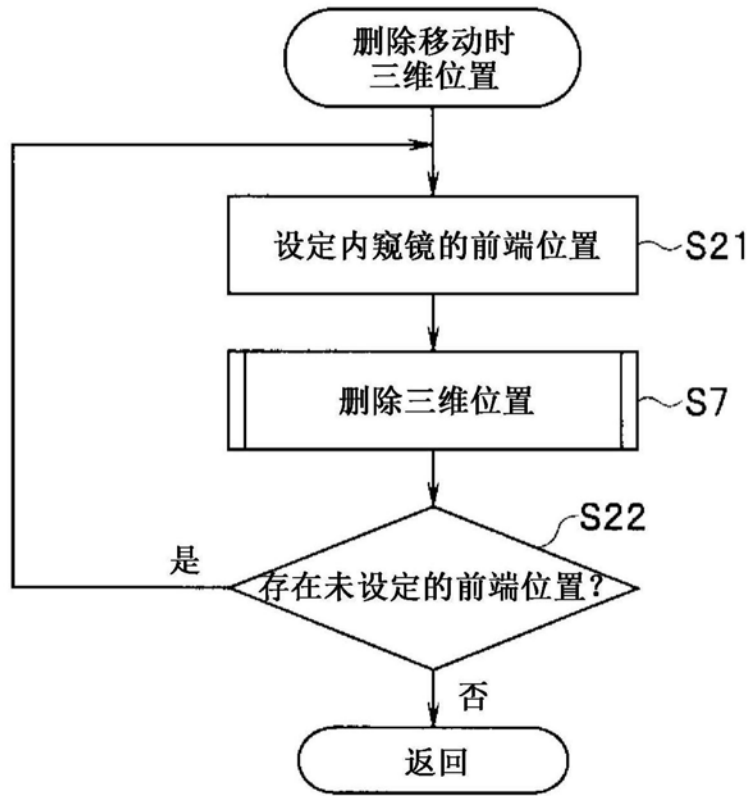 删除移动时
三维位置
设定内窥镜的前端位置
S21
删除三维位置
S7
S22
是
存在未设定的前端位置？
否
返回